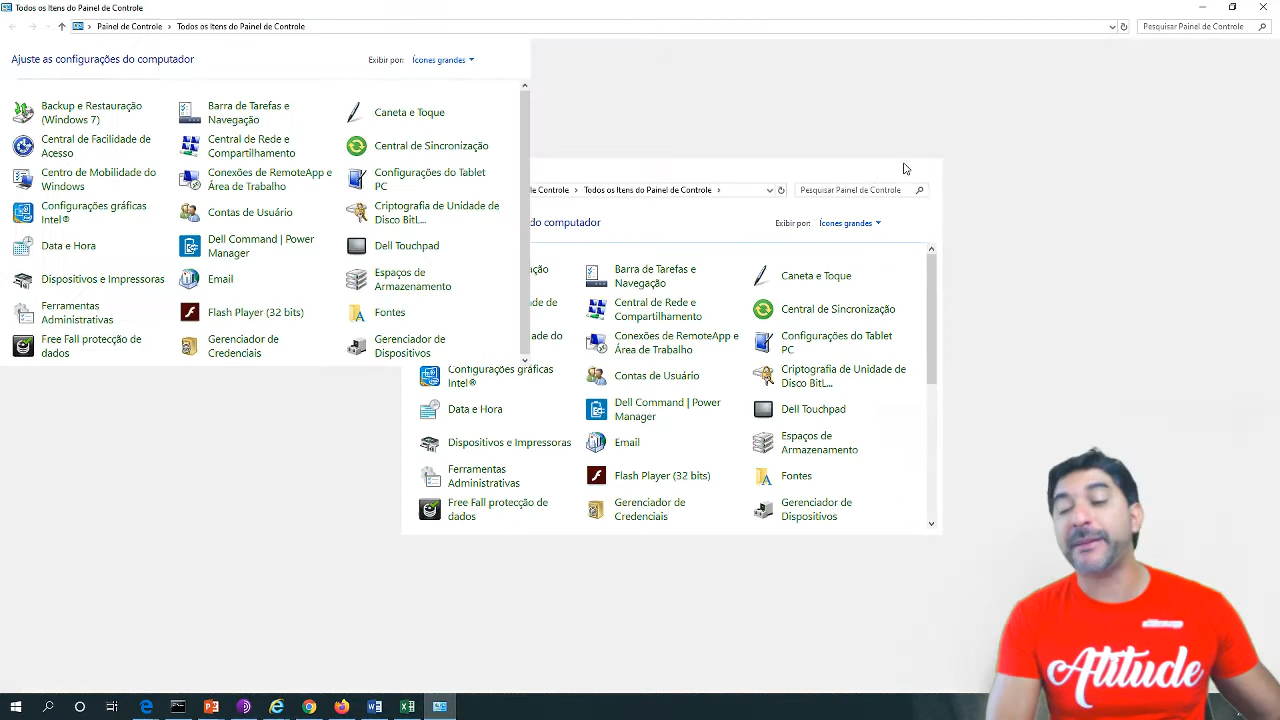 Todos os Itens do Painel de Controle
Painel de Controle > Todos os Itens do Painel de Controle
Pesquisar Painel de Controle
Ajuste as configurações do computador
Exibir por: Ícones grandes
Backup e Restauração
(Windows 7)
Barra de Tarefas e
Navegação
Caneta e Toque
Central de Facilidade de
Acesso
Central de Rede e
Compartilhamento
Central de Sincronização
Centro de Mobilidade do
Windows
Conexões de RemoteApp e
Área de Trabalho
Configurações do Tablet
PC
Configurações gráficas
Intel®
Contas de Usuário
Criptografia de Unidade de
Disco BitL...
Data e Hora
Dell Command | Power
Manager
Dell Touchpad
Dispositivos e Impressoras
Email
Espaços de
Armazenamento
Ferramentas
Administrativas
Flash Player (32 bits)
Fontes
Free Fall protecção de
dados
Gerenciador de
Credenciais
Gerenciador de
Dispositivos
de Controle > Todos os Itens do Painel de Controle >
Pesquisar Painel de Controle
do computador
Exibir por: Ícones grandes
ção
Barra de Tarefas e
Navegação
Caneta e Toque
de de
Central de Rede e
Compartilhamento
Central de Sincronização
de do
Conexões de RemoteApp e
Área de Trabalho
Configurações do Tablet
PC
Configurações gráficas
Intel®
Contas de Usuário
Criptografia de Unidade de
Disco BitL...
Data e Hora
Dell Command | Power
Manager
Dell Touchpad
Dispositivos e Impressoras
Email
Espaços de
Armazenamento
Ferramentas
Administrativas
Flash Player (32 bits)
Fontes
Free Fall protecção de
dados
Gerenciador de
Credenciais
Gerenciador de
Dispositivos
Atitude